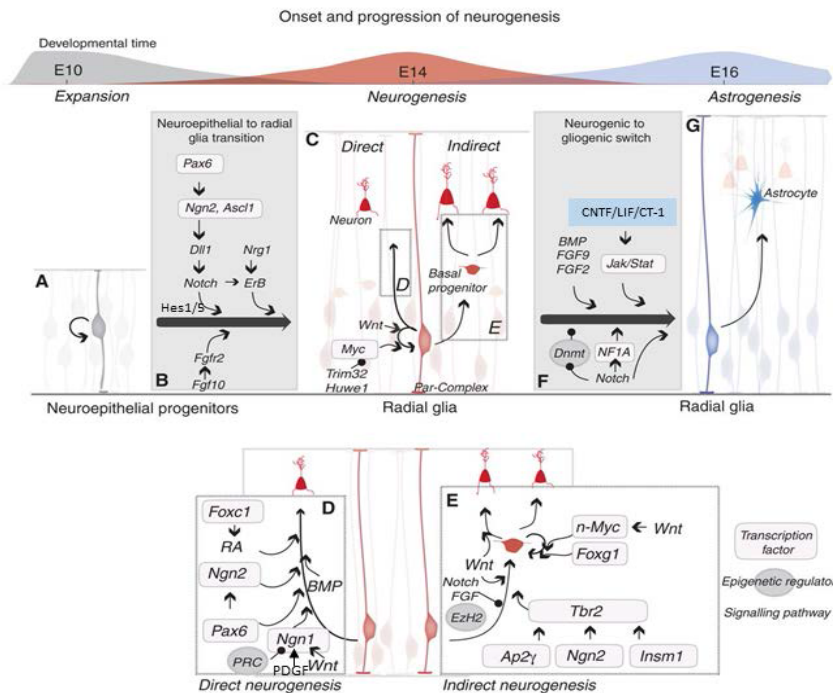 Onset and progression of neurogenesis
Developmental time
E10
E14
E16
Expansion
Neurogenesis
Astrogenesis
A
Neuroepithelial progenitors
Neuroepithelial to radial
glia transition
Pax6
Ngn2, Ascl1
Dll1
Nrg1
Notch
ErB
Hes1/5
Fgfr2
Fgf10
B
C
Direct
Indirect
Neuron
D
Basal
progenitor
E
Wnt
Myc
Trim32
Huwe1
Par-Complex
Radial glia
Neurogenic to
gliogenic switch
CNTF/LIF/CT-1
BMP
FGF9
FGF2
Jak/Stat
Dnmt
NF1A
Notch
F
G
Astrocyte
Radial glia
D
Foxc1
RA
Ngn2
BMP
Pax6
Ngn1
PRC
PDGF
Wnt
Direct neurogenesis
E
n-Myc
Wnt
Foxg1
Wnt
Notch
FGF
EzH2
Tbr2
Ap2γ
Ngn2
Insm1
Indirect neurogenesis
Transcription
factor
Epigenetic regulator
Signalling pathway